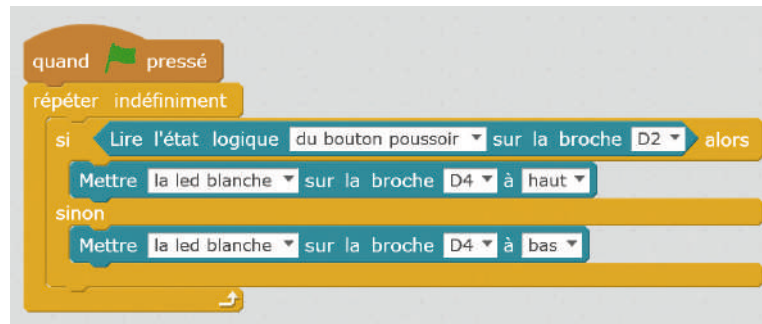 quand pressé
répéter indéfiniment
si Lire l'état logique du bouton poussoir sur la broche D2 alors
Mettre la led blanche sur la broche D4 à haut
sinon
Mettre la led blanche sur la broche D4 à bas